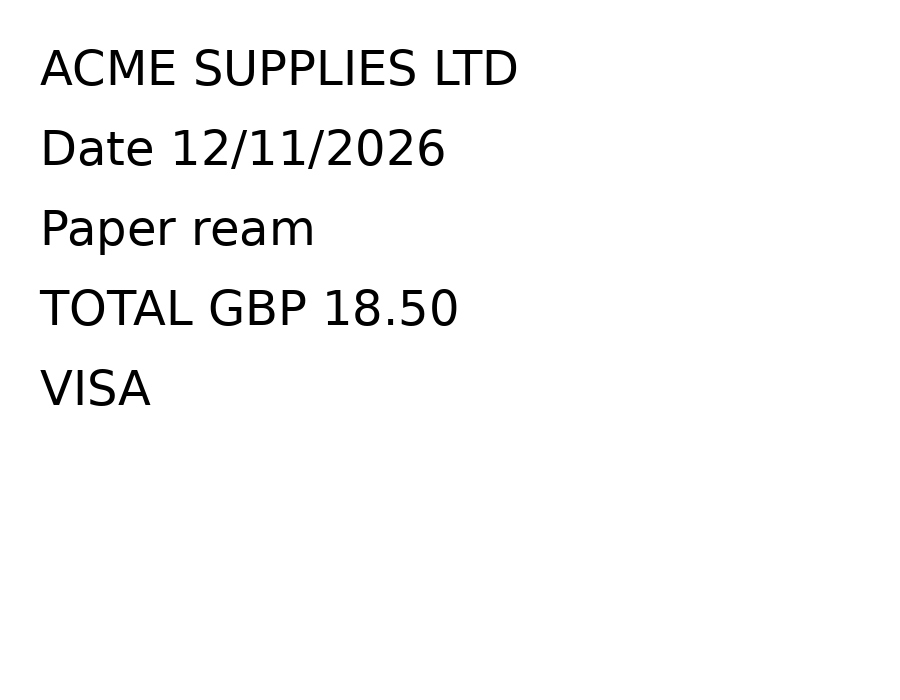 ACME SUPPLIES LTD
Date 12/11/2026
Paper ream
TOTAL GBP 18.50
VISA